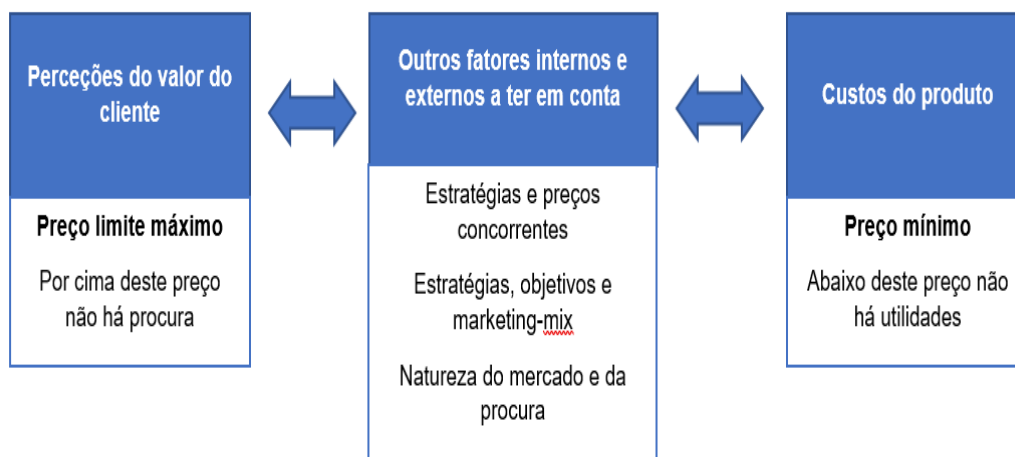 Perceções do valor do
cliente
Preço limite máximo
Por cima deste preço
não há procura
Outros fatores internos e
externos a ter em conta
Estratégias e preços
concorrentes
Estratégias, objetivos e
marketing-mix
Natureza do mercado e da
procura
Custos do produto
Preço mínimo
Abaixo deste preço não
há utilidades